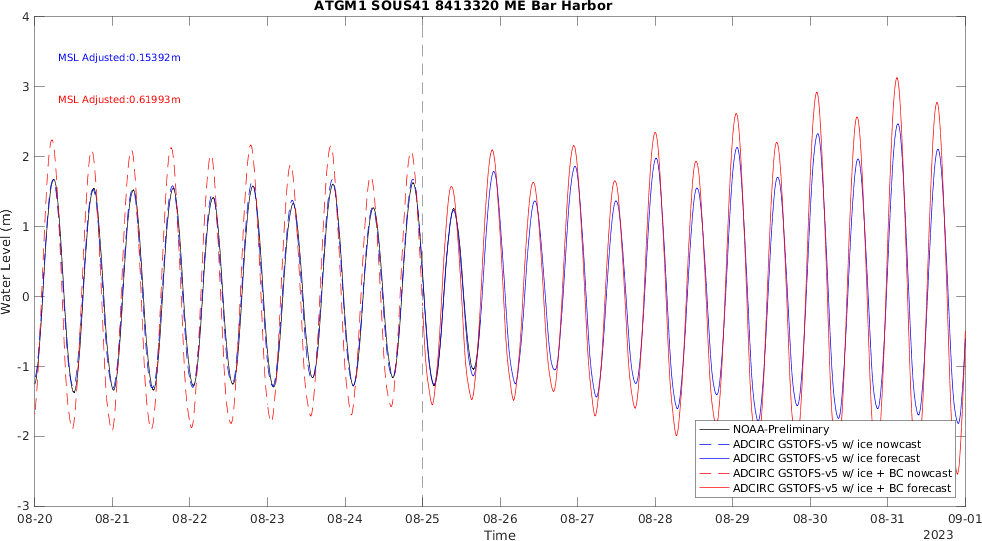 ATGM1 SOUS41 8413320 ME Bar Harbor
4
MSL Adjusted:0.15392m
3
MSL Adjusted:0.61993m
2
1
0
-1
-2
-3
Water Level (m)
NOAA-Preliminary
ADCIRC GSTOFS-v5 w/ ice nowcast
ADCIRC GSTOFS-v5 w/ ice forecast
ADCIRC GSTOFS-v5 w/ ice + BC nowcast
ADCIRC GSTOFS-v5 w/ ice + BC forecast
08-20 08-21 08-22 08-23 08-24 08-25 08-26 08-27 08-28 08-29 08-30 08-31 09-01
Time
2023